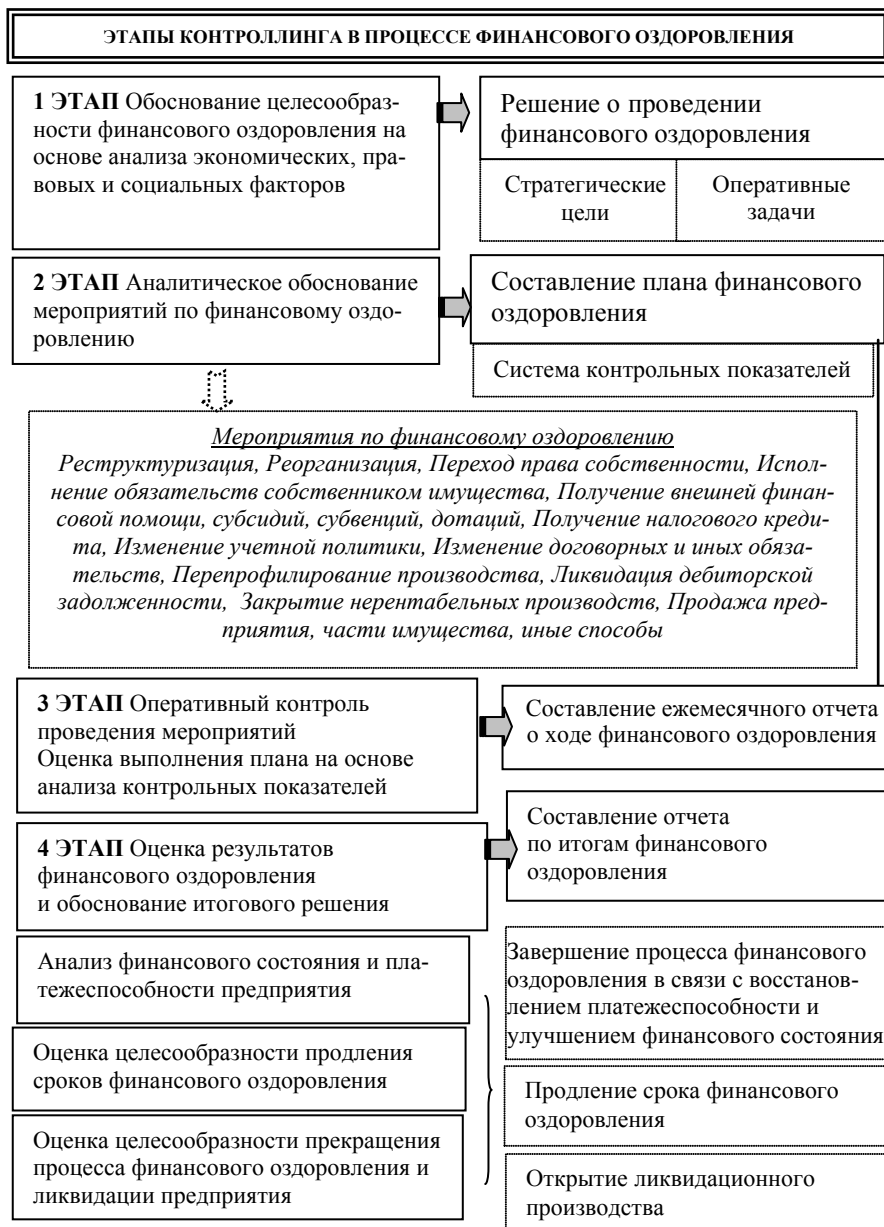 ЭТАПЫ КОНТРОЛЛИНГА В ПРОЦЕССЕ ФИНАНСОВОГО ОЗДОРОВЛЕНИЯ
1 ЭТАП Обоснование целесообраз-
ности финансового оздоровления на
основе анализа экономических, пра-
вовых и социальных факторов
Решение о проведении
финансового оздоровления
Стратегические
цели
Оперативные
задачи
2 ЭТАП Аналитическое обоснование
мероприятий по финансовому оздо-
ровлению
Составление плана финансового
оздоровления
Система контрольных показателей
Мероприятия по финансовому оздоровлению
Реструктуризация, Реорганизация, Переход права собственности, Испол-
нение обязательств собственником имущества, Получение внешней финан-
совой помощи, субсидий, субвенций, дотаций, Получение налогового креди-
та, Изменение учетной политики, Изменение договорных и иных обяза-
тельств, Перепрофилирование производства, Ликвидация дебиторской
задолженности, Закрытие нерентабельных производств, Продажа пред-
приятия, части имущества, иные способы
3 ЭТАП Оперативный контроль
проведения мероприятий
Оценка выполнения плана на основе
анализа контрольных показателей
Составление ежемесячного отчета
о ходе финансового оздоровления
4 ЭТАП Оценка результатов
финансового оздоровления
и обоснование итогового решения
Составление отчета
по итогам финансового
оздоровления
Анализ финансового состояния и пла-
тежеспособности предприятия
Оценка целесообразности продления
сроков финансового оздоровления
Оценка целесообразности прекращения
процесса финансового оздоровления и
ликвидации предприятия
Завершение процесса финансового
оздоровления в связи с восстанов-
лением платежеспособности и
улучшением финансового состояния
Продление срока финансового
оздоровления
Открытие ликвидационного
производства